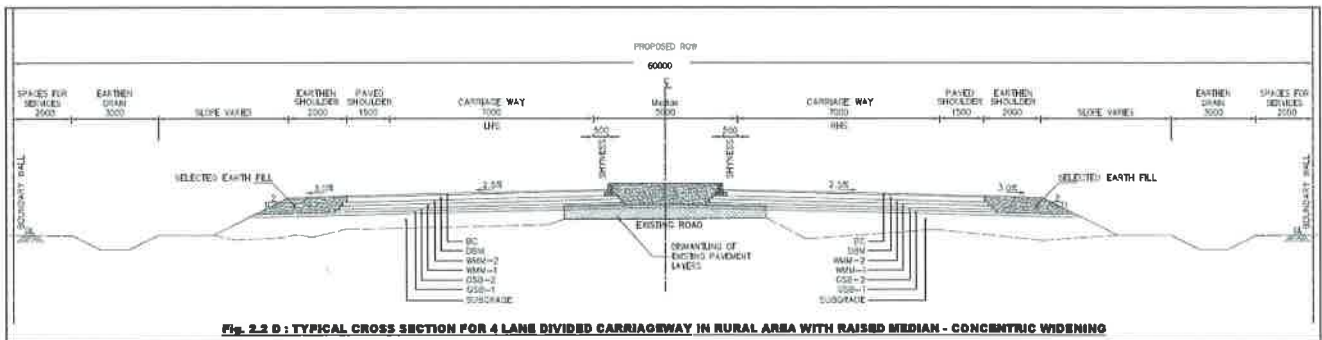 PROPOSED ROW
60000
SPACES FOR SERVICES 2000
EARTHEN DRAIN 3000
SLOPE VARIES
EARTHEN SHOULDER 2000
PAVED SHOULDER 1500
CARRIAGE WAY 7000
LHS
Median 5000
CARRIAGE WAY 7000
RHS
PAVED SHOULDER 1500
EARTHEN SHOULDER 2000
SLOPE VARIES
EARTHEN DRAIN 3000
SPACES FOR SERVICES 2000
500
500
SHYNESS
SHYNESS
BOUNDARY WALL
BOUNDARY WALL
SELECTED EARTH FILL
SELECTED EARTH FILL
3.0%
2.5%
2.5%
3.0%
EXISTING ROAD
DISMANTLING OF
EXISTING PAVEMENT
LAYERS
BC
DBM
WMM-2
WMM-1
GSB-2
GSB-1
SUBGRADE
BC
DBM
WMM-2
WMM-1
GSB-2
GSB-1
SUBGRADE
Fig. 2.2 D : TYPICAL CROSS SECTION FOR 4 LANE DIVIDED CARRIAGEWAY IN RURAL AREA WITH RAISED MEDIAN - CONCENTRIC WIDENING